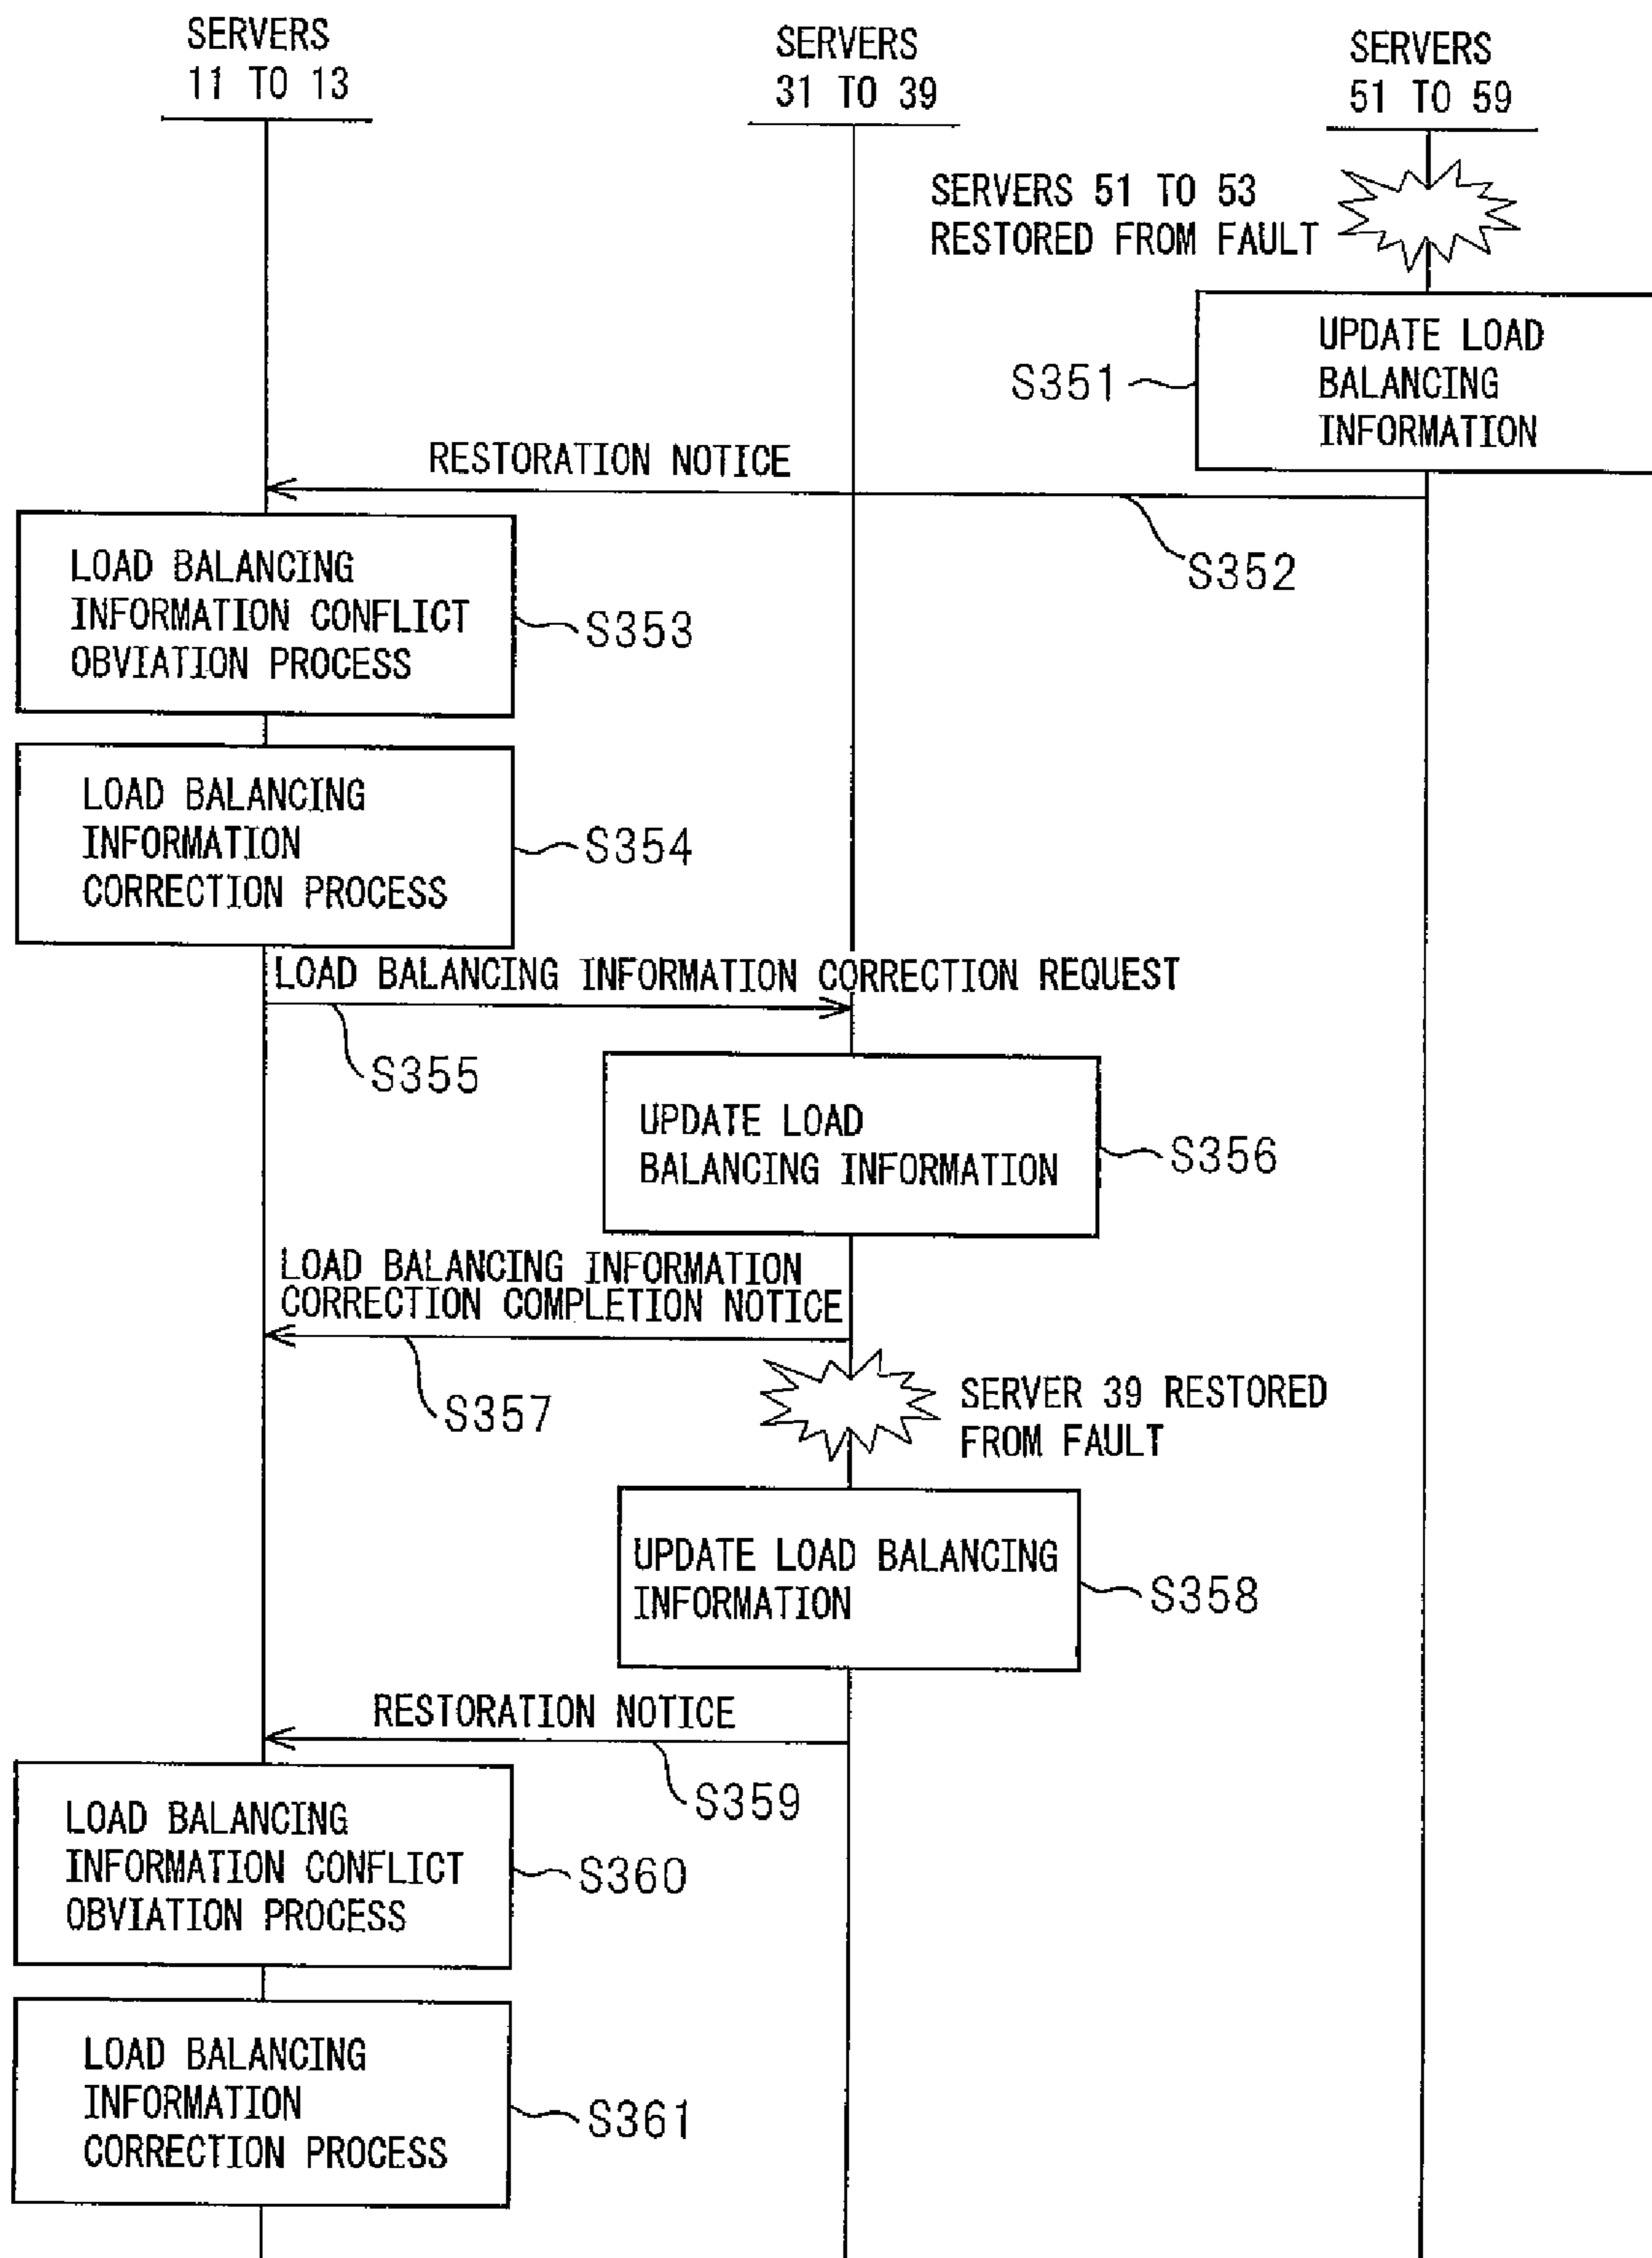 SERVERS
11 TO 13
SERVERS
31 TO 39
SERVERS
51 TO 59
SERVERS 51 TO 53
RESTORED FROM FAULT
UPDATE LOAD
BALANCING
INFORMATION
S351
RESTORATION NOTICE
S352
LOAD BALANCING
INFORMATION CONFLICT
OBVIATION PROCESS
S353
LOAD BALANCING
INFORMATION
CORRECTION PROCESS
S354
LOAD BALANCING INFORMATION CORRECTION REQUEST
S355
UPDATE LOAD
BALANCING INFORMATION
S356
LOAD BALANCING INFORMATION
CORRECTION COMPLETION NOTICE
S357
SERVER 39 RESTORED
FROM FAULT
UPDATE LOAD BALANCING
INFORMATION
S358
RESTORATION NOTICE
S359
LOAD BALANCING
INFORMATION CONFLICT
OBVIATION PROCESS
S360
LOAD BALANCING
INFORMATION
CORRECTION PROCESS
S361